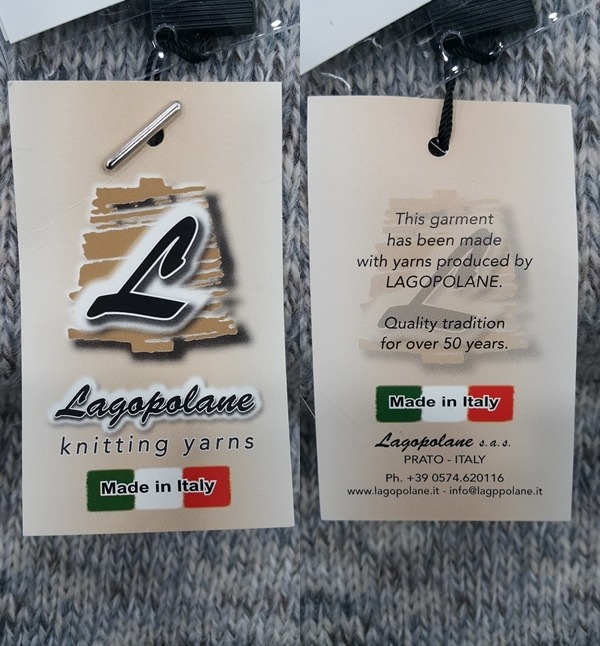 L
Lagopolane
knitting yarns
Made in Italy
This garment
has been made
with yarns produced by
LAGOPOLANE.
Quality tradition
for over 50 years.
Made in Italy
Lagopolane s.a.s.
PRATO - ITALY
Ph. +39 0574.620116
www.lagopolane.it - info@lagppolane.it